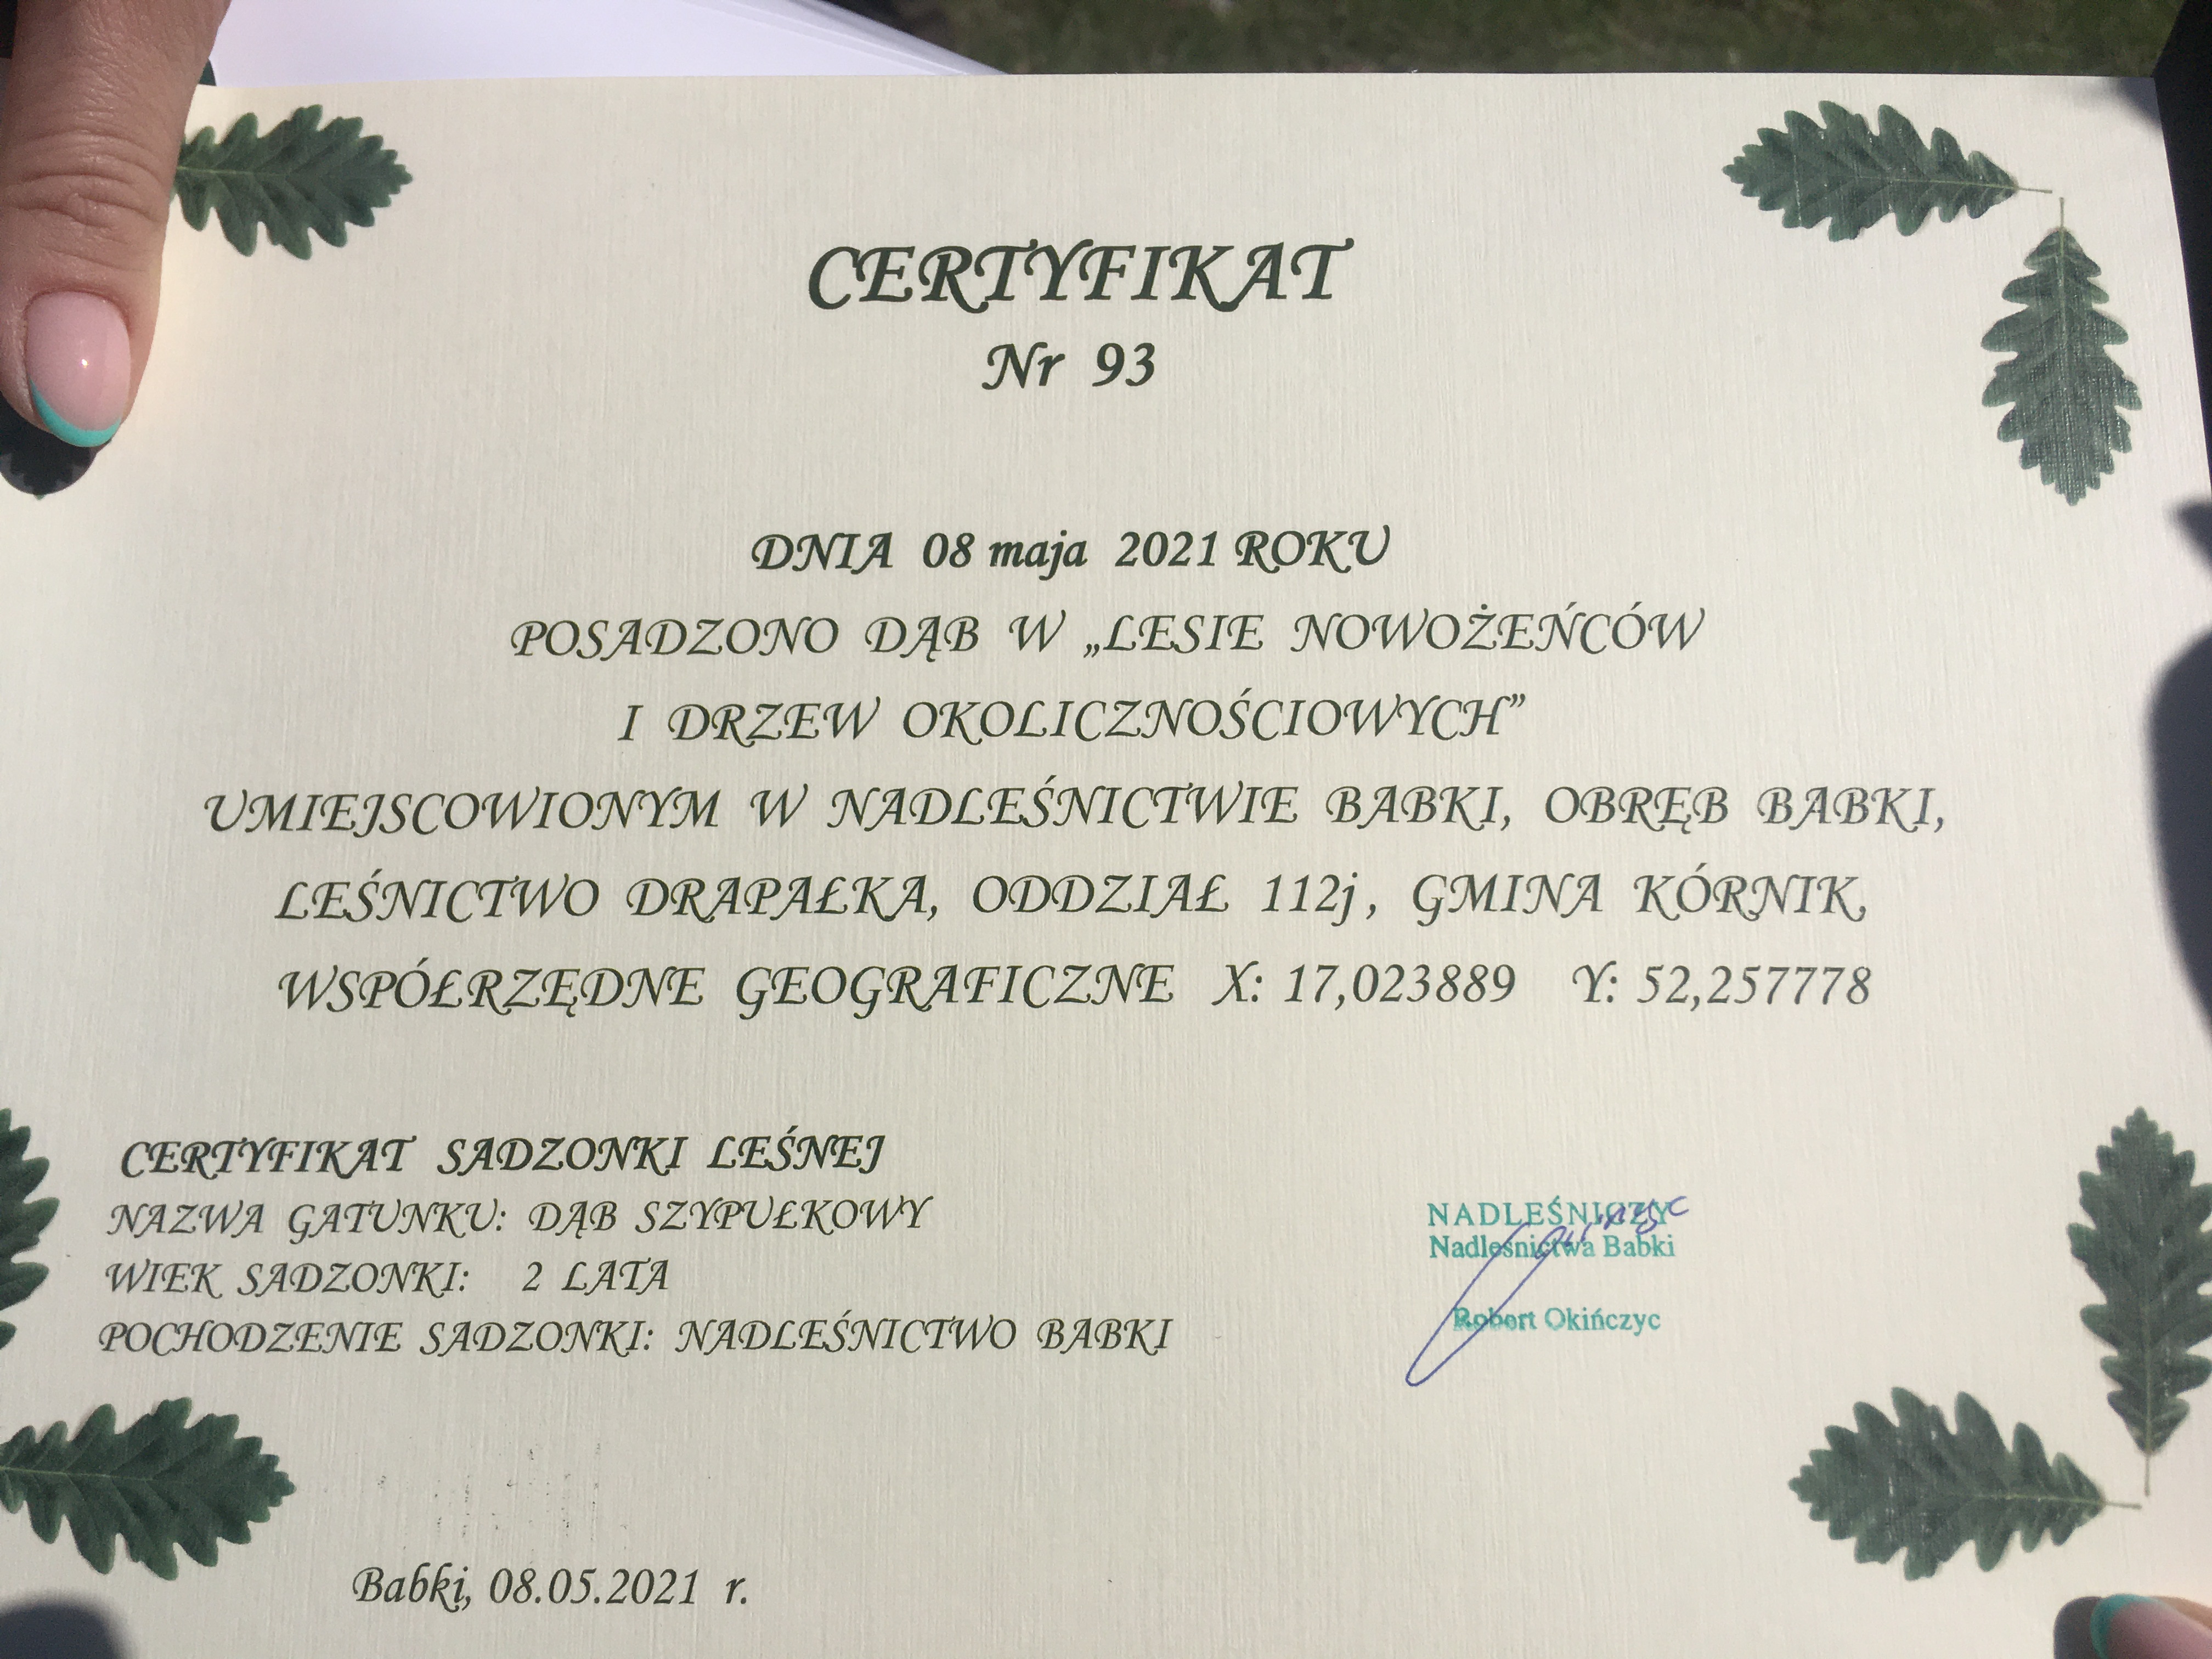 CERTYFIKAT
Nr 93
DNIA 08 maja 2021 ROKU
POSADZONO DĄB W „LESIE NOWOŻEŃCÓW
I DRZEW OKOLICZNOŚCIOWYCH”
UMIEJSCOWIONYM W NADLEŚNICTWIE BABKI, OBRĘB BABKI,
LEŚNICTWO DRAPAŁKA, ODDZIAŁ 112j, GMINA KÓRNIK,
WSPÓŁRZĘDNE GEOGRAFICZNE X: 17,023889 Y: 52,257778
CERTYFIKAT SADZONKI LEŚNEJ
NAZWA GATUNKU: DĄB SZYPUŁKOWY
WIEK SADZONKI: 2 LATA
POCHODZENIE SADZONKI: NADLEŚNICTWO BABKI
NADLEŚNICZY
Nadleśnictwa Babki
Robert Okińczyc
Babki, 08.05.2021 r.